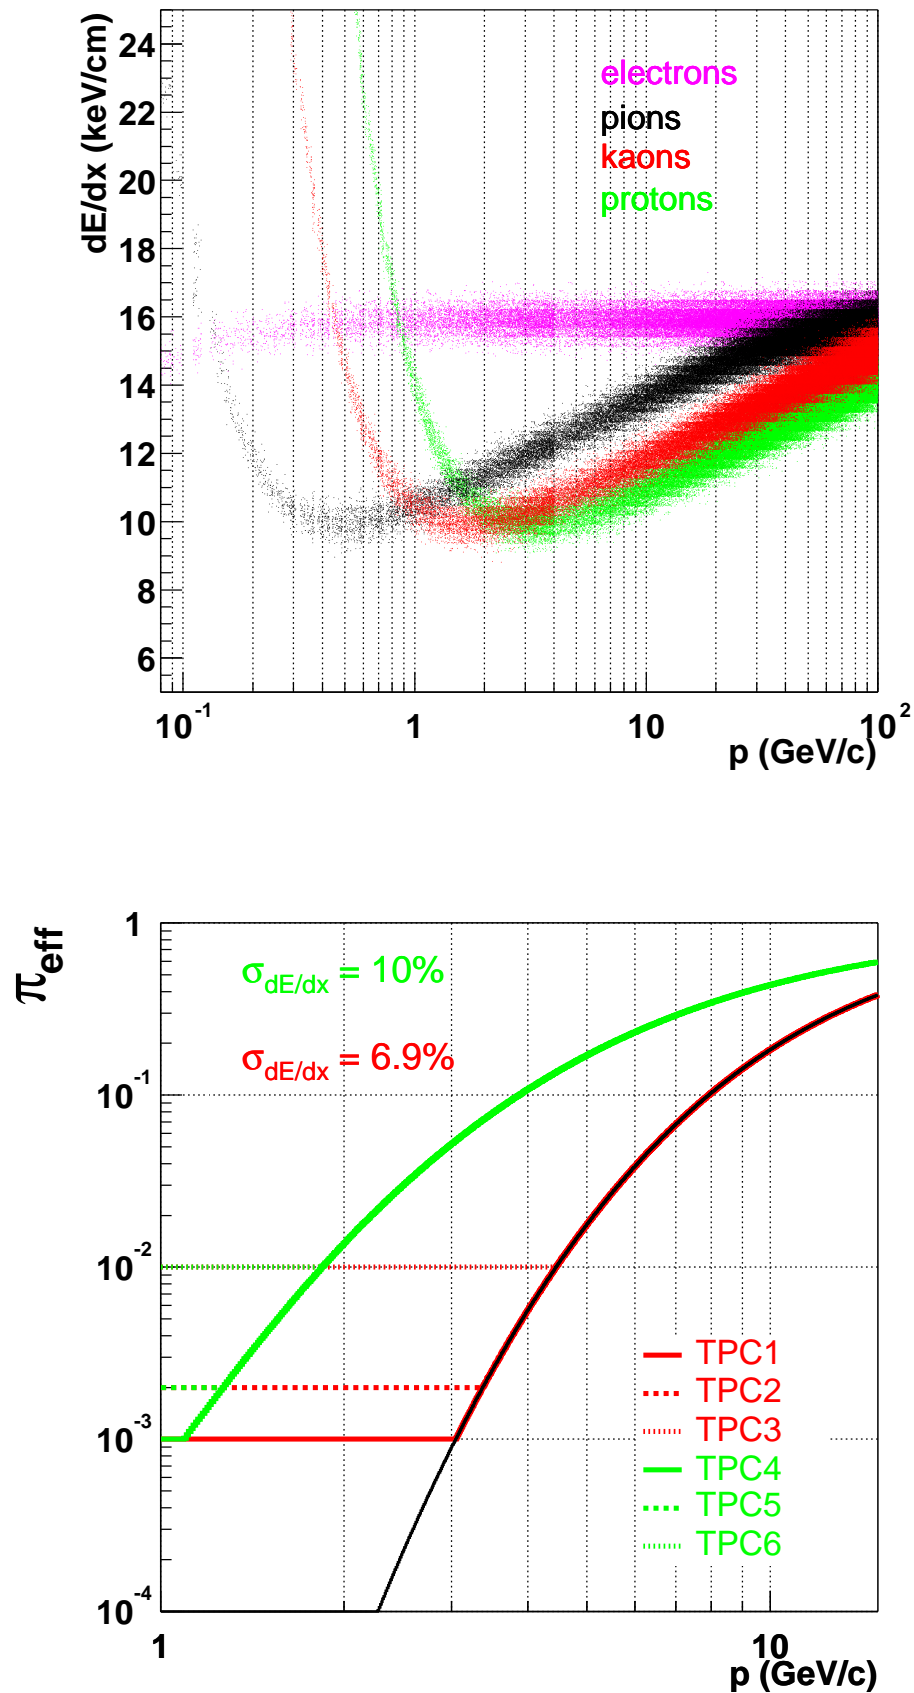 dE/dx (keV/cm)
24
22
20
18
16
14
12
10
8
6
electrons
pions
kaons
protons
10⁻¹
1
10
10²
p (GeV/c)
π_eff
1
10⁻¹
10⁻²
10⁻³
10⁻⁴
σ_dE/dx = 10%
σ_dE/dx = 6.9%
TPC1
TPC2
TPC3
TPC4
TPC5
TPC6
1
10
p (GeV/c)